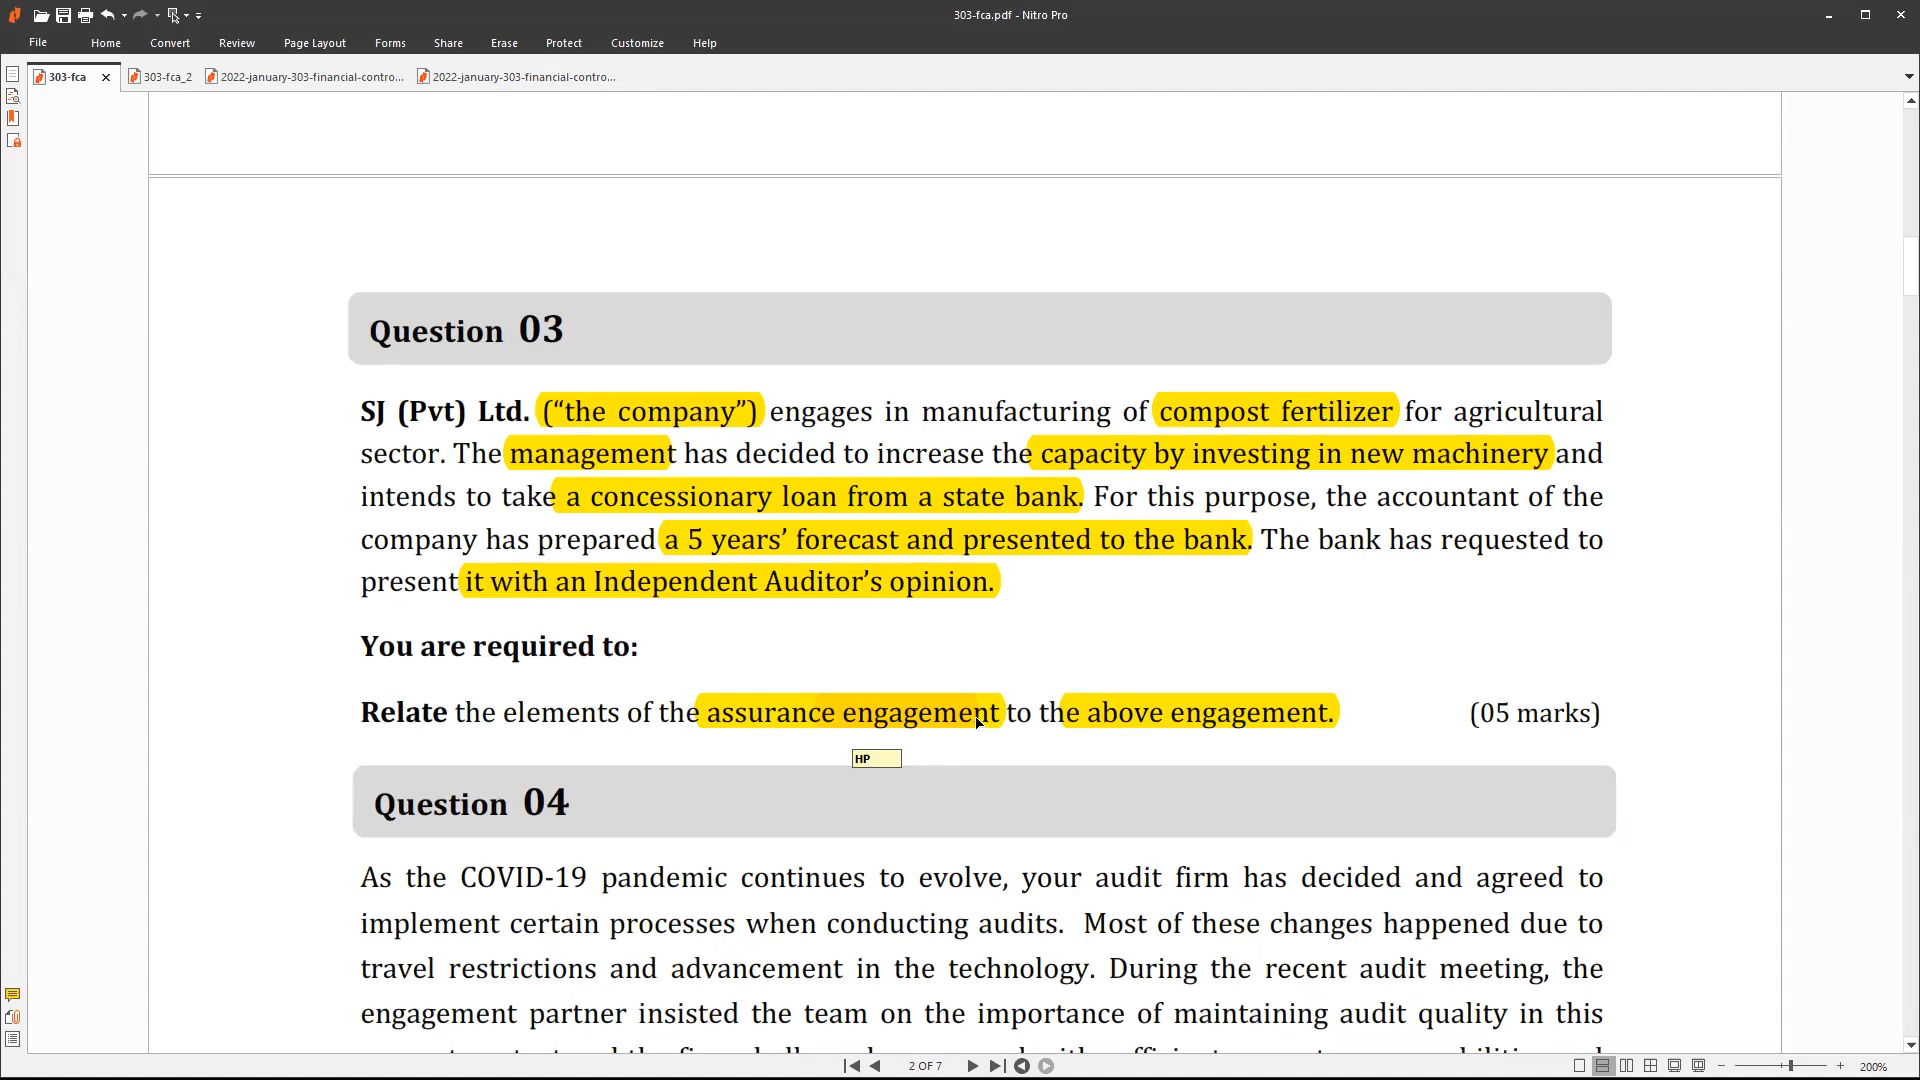 303-fca.pdf - Nitro Pro
File Home Convert Review Page Layout Forms Share Erase Protect Customize Help
303-fca 303-fca_2 2022-january-303-financial-contro... 2022-january-303-financial-contro...
Question 03
SJ (Pvt) Ltd. (“the company”) engages in manufacturing of compost fertilizer for agricultural
sector. The management has decided to increase the capacity by investing in new machinery and
intends to take a concessionary loan from a state bank. For this purpose, the accountant of the
company has prepared a 5 years’ forecast and presented to the bank. The bank has requested to
present it with an Independent Auditor’s opinion.
You are required to:
Relate the elements of the assurance engagement to the above engagement. (05 marks)
HP
Question 04
As the COVID-19 pandemic continues to evolve, your audit firm has decided and agreed to
implement certain processes when conducting audits. Most of these changes happened due to
travel restrictions and advancement in the technology. During the recent audit meeting, the
engagement partner insisted the team on the importance of maintaining audit quality in this
2 OF 7
200%